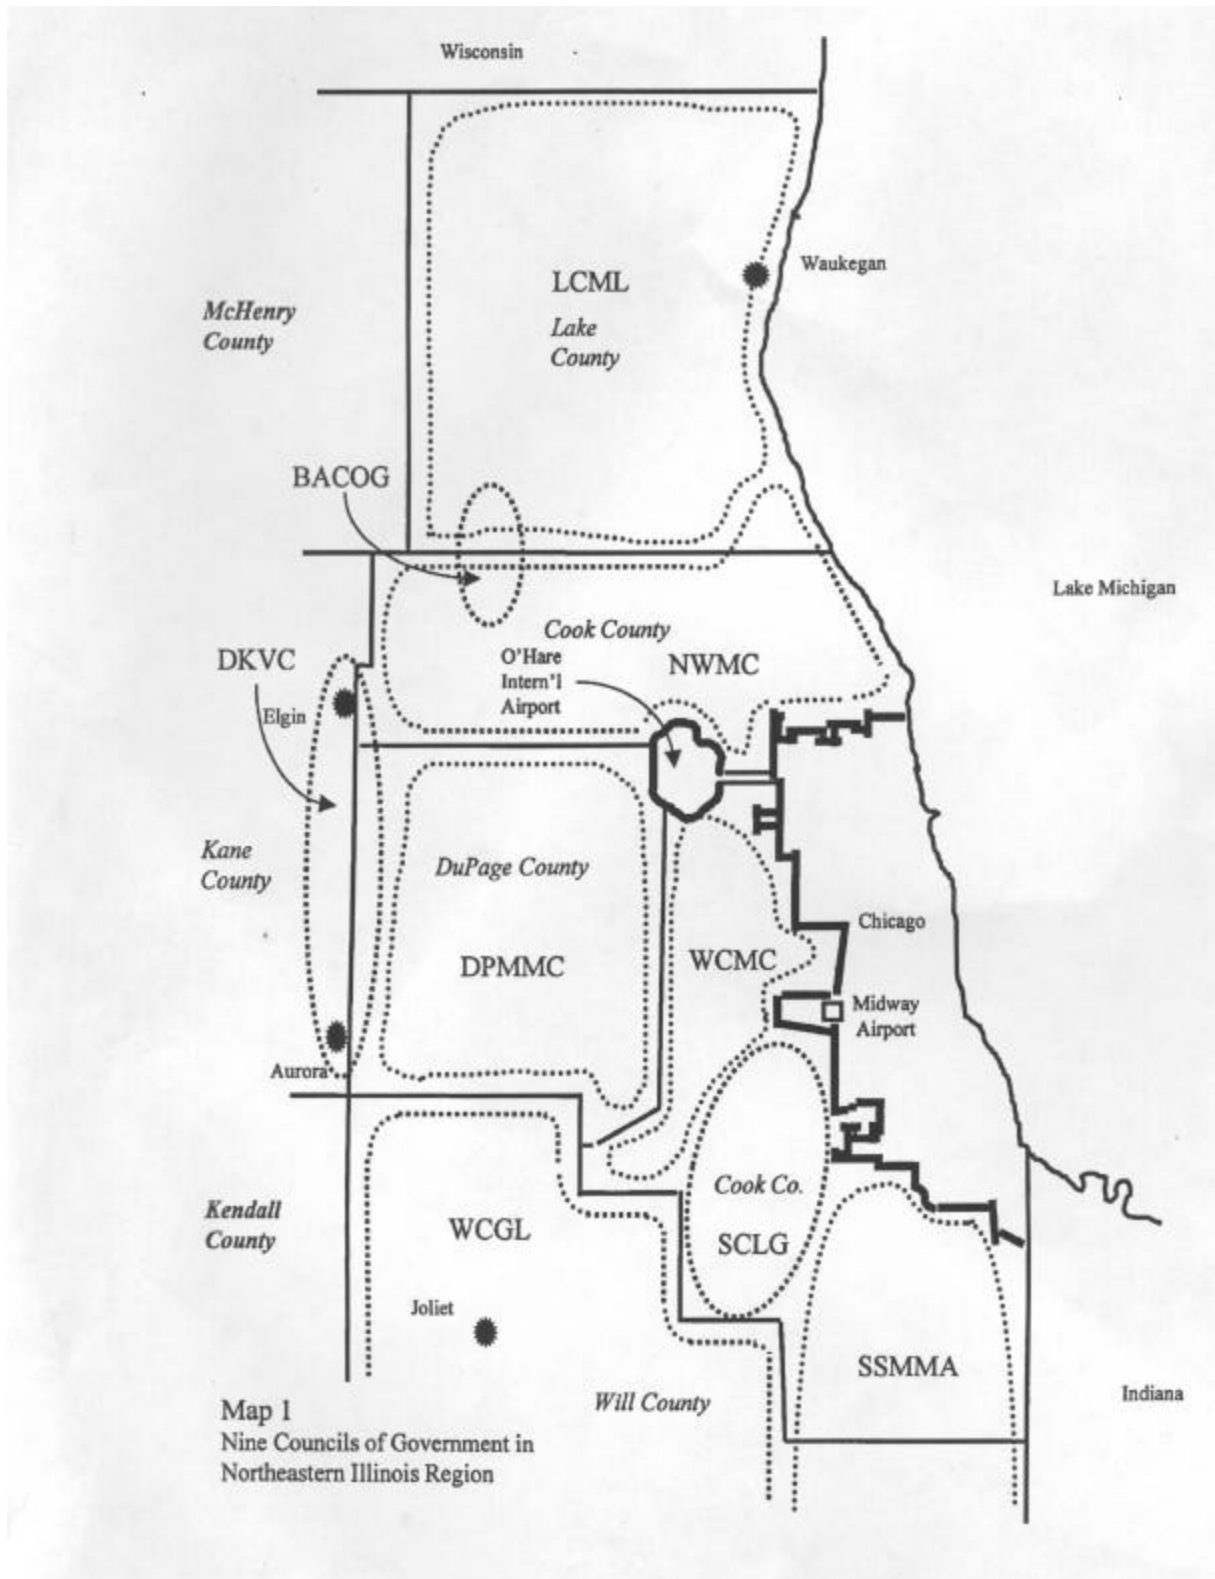 Wisconsin
Waukegan
LCML
Lake
County
McHenry
County
BACOG
Lake Michigan
Cook County
O'Hare
Intern'l
Airport
NWMC
DKVC
Elgin
Kane
County
DuPage County
DPMMC
WCMC
Chicago
Midway
Airport
Aurora
Kendall
County
Cook Co.
SCLG
WCGL
Joliet
SSMMA
Indiana
Will County
Map 1
Nine Councils of Government in
Northeastern Illinois Region